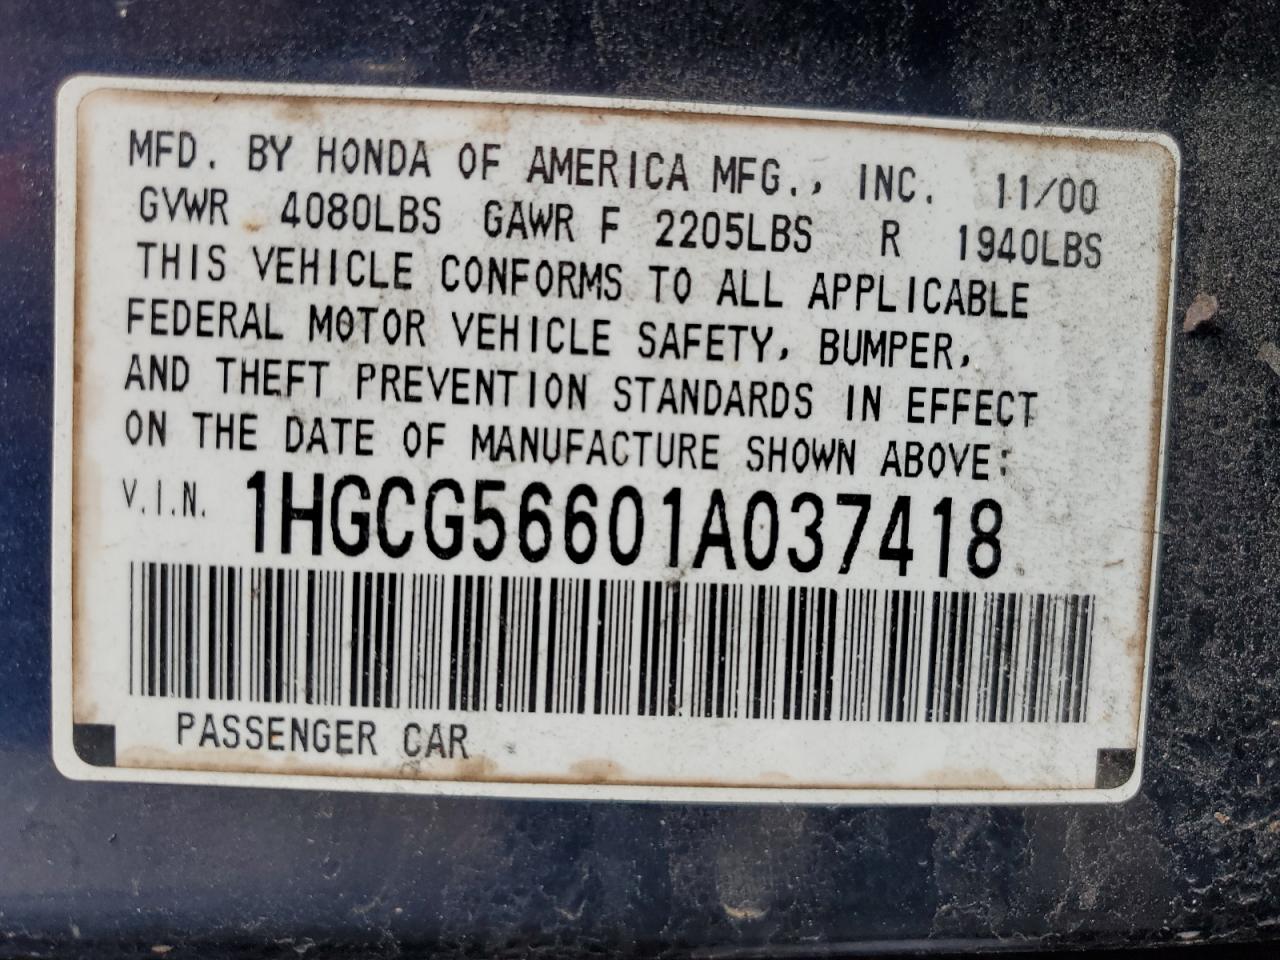 MFD. BY HONDA OF AMERICA MFG., INC. 11/00
GVWR 4080LBS GAWR F 2205LBS R 1940LBS
THIS VEHICLE CONFORMS TO ALL APPLICABLE
FEDERAL MOTOR VEHICLE SAFETY, BUMPER,
AND THEFT PREVENTION STANDARDS IN EFFECT
ON THE DATE OF MANUFACTURE SHOWN ABOVE:
V.I.N. 1HGCG56601A037418
PASSENGER CAR